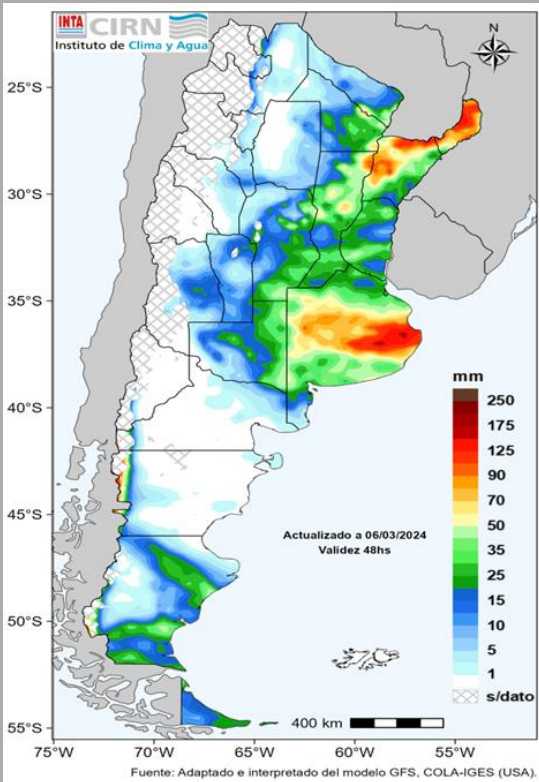 INTA CIRN
Instituto de Clima y Agua
N
25°S
30°S
35°S
40°S
45°S
50°S
55°S
mm
250
175
125
90
70
50
35
25
15
10
5
1
s/dato
Actualizado a 06/03/2024
Validez 48hs
400 km
75°W 70°W 65°W 60°W 55°W
Fuente: Adaptado e interpretado del modelo GFS, COLA-IGES (USA).